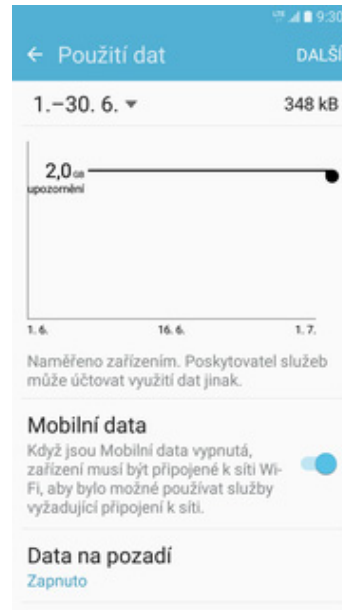 LTE 9:30
← Použití dat DALŠÍ
1.–30. 6. 348 kB
2,0 GB
upozornění
1. 6. 16. 6. 1. 7.
Naměřeno zařízením. Poskytovatel služeb
může účtovat využití dat jinak.
Mobilní data
Když jsou Mobilní data vypnutá,
zařízení musí být připojené k síti Wi-
Fi, aby bylo možné používat služby
vyžadující připojení k síti.
Data na pozadí
Zapnuto